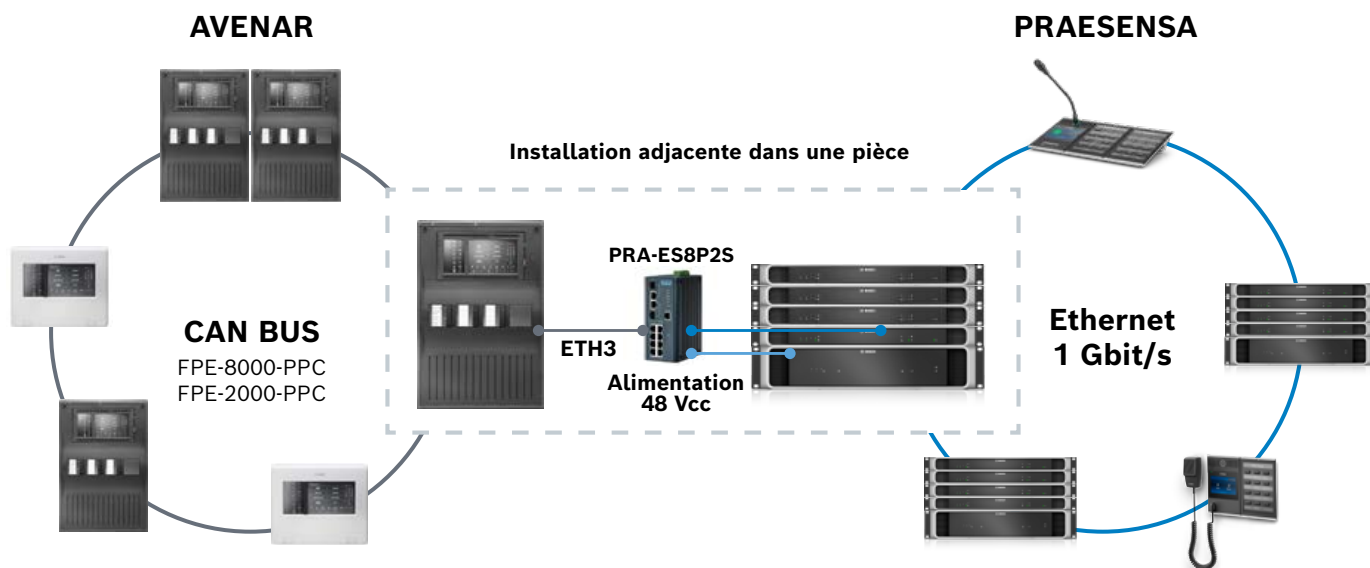 AVENAR
PRAESENSA
Installation adjacente dans une pièce
PRA-ES8P2S
CAN BUS
FPE-8000-PPC
FPE-2000-PPC
ETH3
Alimentation
48 Vcc
Ethernet
1 Gbit/s